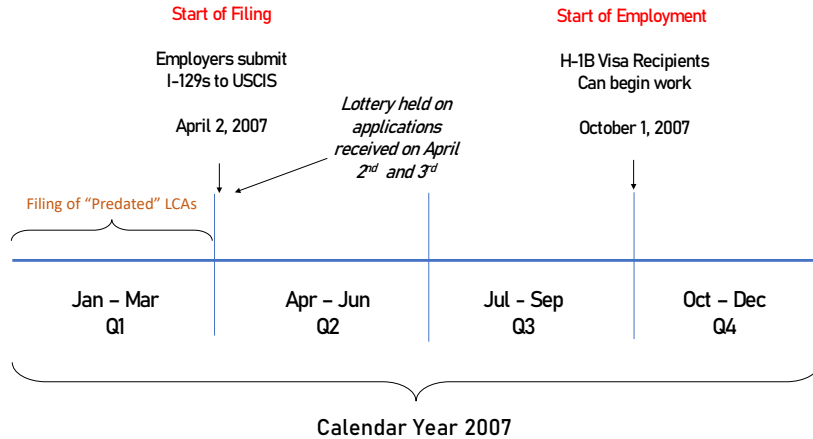 Start of Filing
Employers submit
I-129s to USCIS
April 2, 2007
Lottery held on
applications
received on April
2nd and 3rd
Start of Employment
H-1B Visa Recipients
Can begin work
October 1, 2007
Filing of “Predated” LCAs
Jan – Mar
Q1
Apr – Jun
Q2
Jul - Sep
Q3
Oct – Dec
Q4
Calendar Year 2007